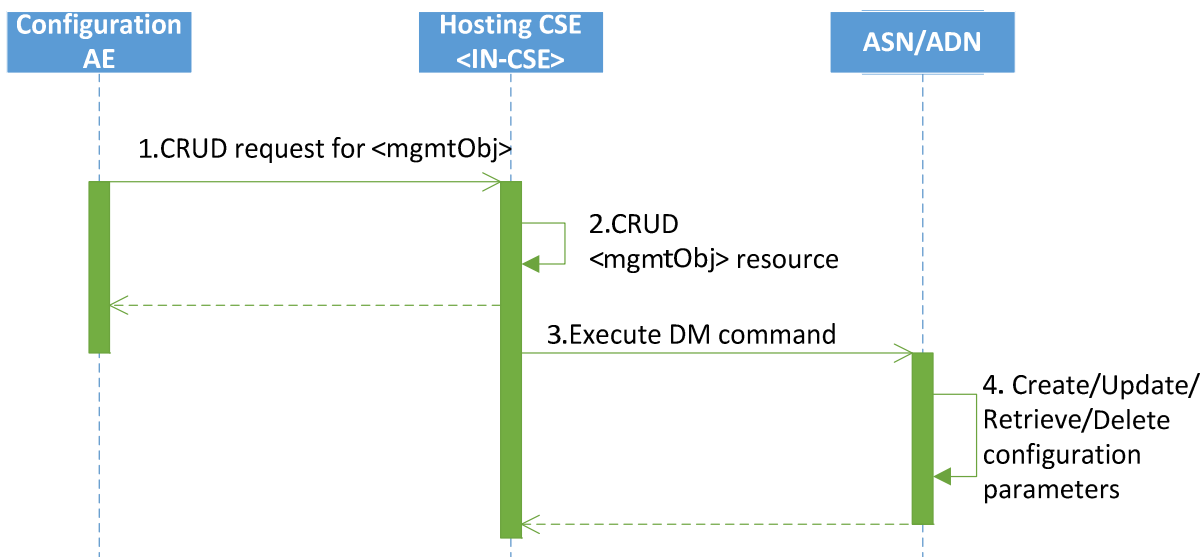 Configuration
AE
Hosting CSE
<IN-CSE>
ASN/ADN
1.CRUD request for <mgmtObj>
2.CRUD
<mgmtObj> resource
3.Execute DM command
4. Create/Update/
Retrieve/Delete
configuration
parameters